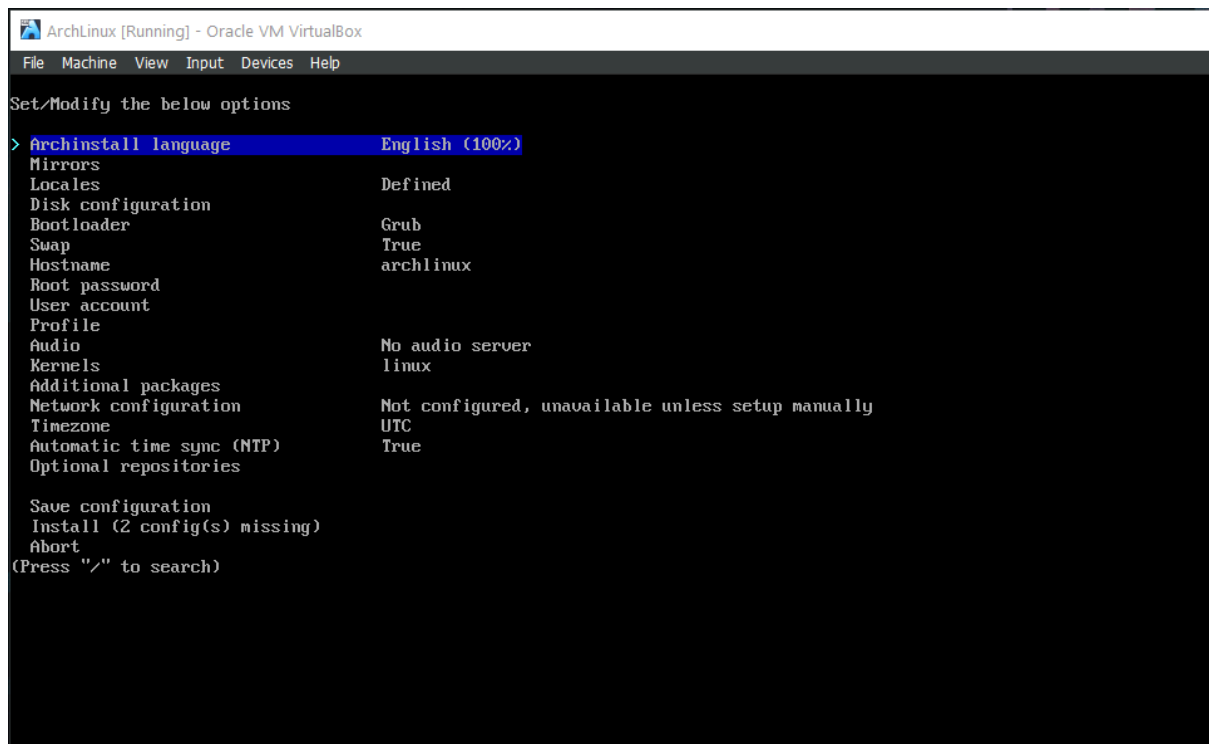 ArchLinux [Running] - Oracle VM VirtualBox
File Machine View Input Devices Help
Set/Modify the below options
> Archinstall language English (100%)
Mirrors
Locales Defined
Disk configuration
Bootloader Grub
Swap True
Hostname archlinux
Root password
User account
Profile
Audio No audio server
Kernels linux
Additional packages
Network configuration Not configured, unavailable unless setup manually
Timezone UTC
Automatic time sync (NTP) True
Optional repositories
Save configuration
Install (2 config(s) missing)
Abort
(Press "/" to search)